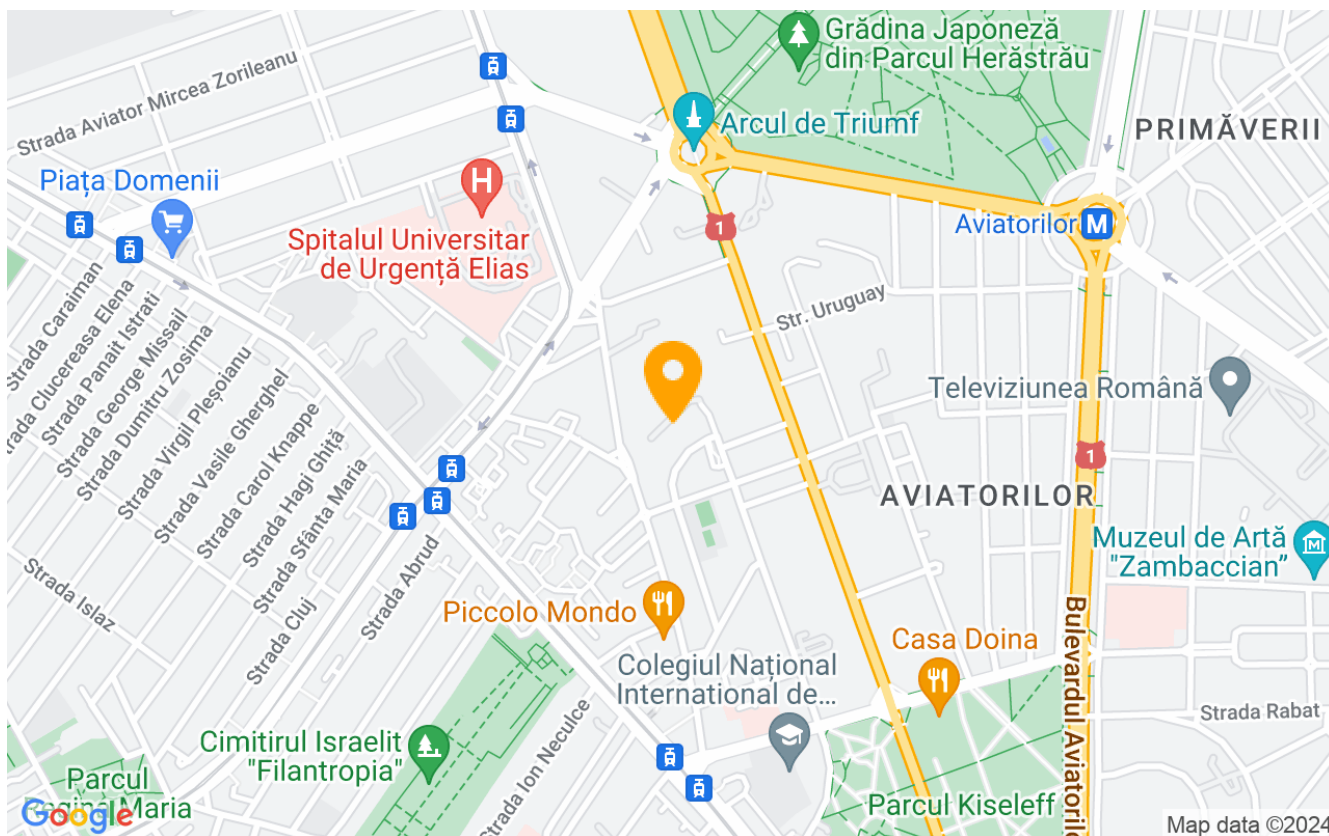 Grădina Japoneză
din Parcul Herăstrău
Strada Aviator Mircea Zorileanu
Arcul de Triumf
PRIMĂVERII
Piața Domenii
H
Aviatorilor
M
Spitalul Universitar
de Urgență Elias
1
Str. Uruguay
Strada Caraiman
Strada Clucereasa Elena
Strada Panait Istrati
Strada George Missail
Strada Dumitru Zosima
Strada Virgil Pleșoianu
Strada Vasile Gherghel
Strada Carol Knappe
Strada Hagi Ghiță
Strada Sfânta Maria
Televiziunea Română
1
AVIATORILOR
Muzeul de Artă
"Zambaccian”
Strada Islaz
Strada Cluj
Strada Abrud
Piccolo Mondo
Casa Doina
Colegiul Național
International de...
Bulevardul Aviatorilo
Strada Rabat
Cimitirul Israelit
"Filantropia"
Strada Ion Neculce
Parcul
Regina Maria
Parcul Kiseleff
Google
Map data ©2024